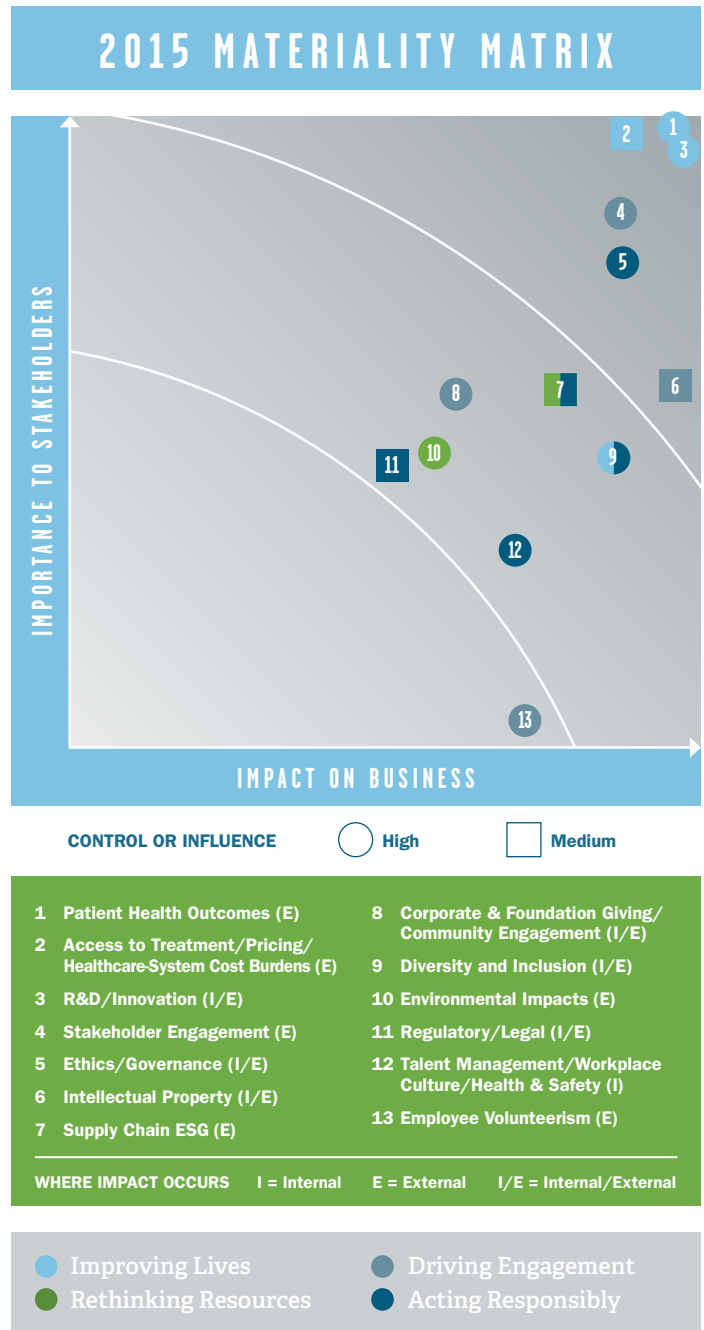 2015 MATERIALITY MATRIX
IMPORTANCE TO STAKEHOLDERS
1
2
3
4
5
6
7
8
9
10
11
12
13
IMPACT ON BUSINESS
CONTROL OR INFLUENCE High Medium
1 Patient Health Outcomes (E)
2 Access to Treatment/Pricing/
Healthcare-System Cost Burdens (E)
3 R&D/Innovation (I/E)
4 Stakeholder Engagement (E)
5 Ethics/Governance (I/E)
6 Intellectual Property (I/E)
7 Supply Chain ESG (E)
8 Corporate & Foundation Giving/
Community Engagement (I/E)
9 Diversity and Inclusion (I/E)
10 Environmental Impacts (E)
11 Regulatory/Legal (I/E)
12 Talent Management/Workplace
Culture/Health & Safety (I)
13 Employee Volunteerism (E)
WHERE IMPACT OCCURS I = Internal E = External I/E = Internal/External
Improving Lives
Rethinking Resources
Driving Engagement
Acting Responsibly